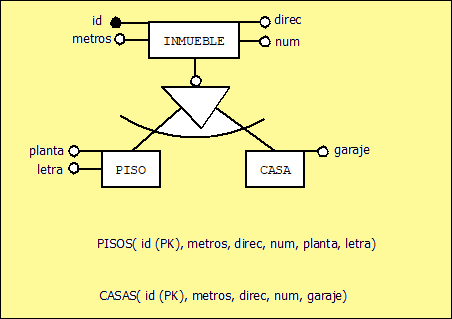 id
direc
metros
INMUEBLE
num
planta
letra
PISO
CASA
garaje
PISOS( id (PK), metros, direc, num, planta, letra)
CASAS( id (PK), metros, direc, num, garaje)